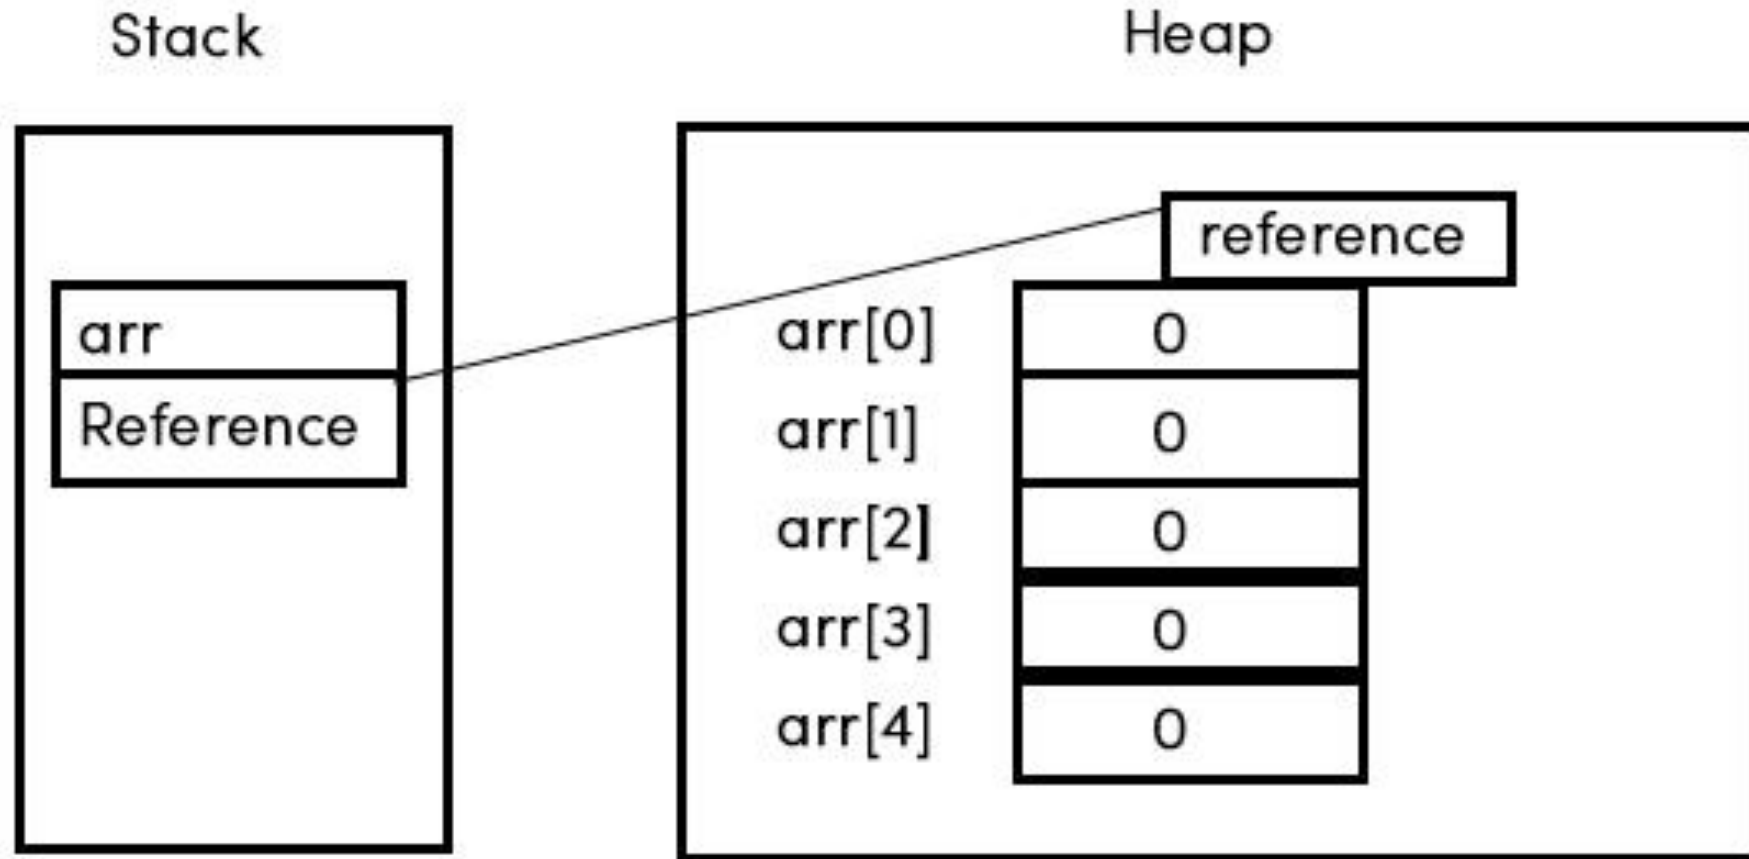 Stack
Heap
arr
Reference
reference
arr[0] 0
arr[1] 0
arr[2] 0
arr[3] 0
arr[4] 0